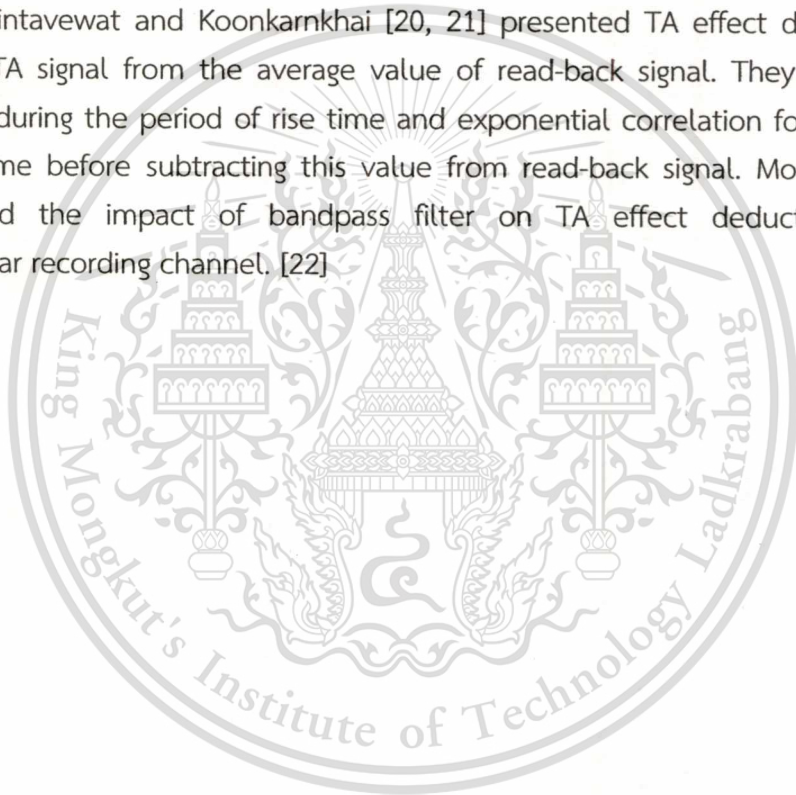 intavewat and Koonkarnkhai [20, 21] presented TA effect d
TA signal from the average value of read-back signal. They
during the period of rise time and exponential correlation fo
me before subtracting this value from read-back signal. Mo
d the impact of bandpass filter on TA effect deduct
ar recording channel. [22]
King Mongkut's Institute of Technology Ladkrabang